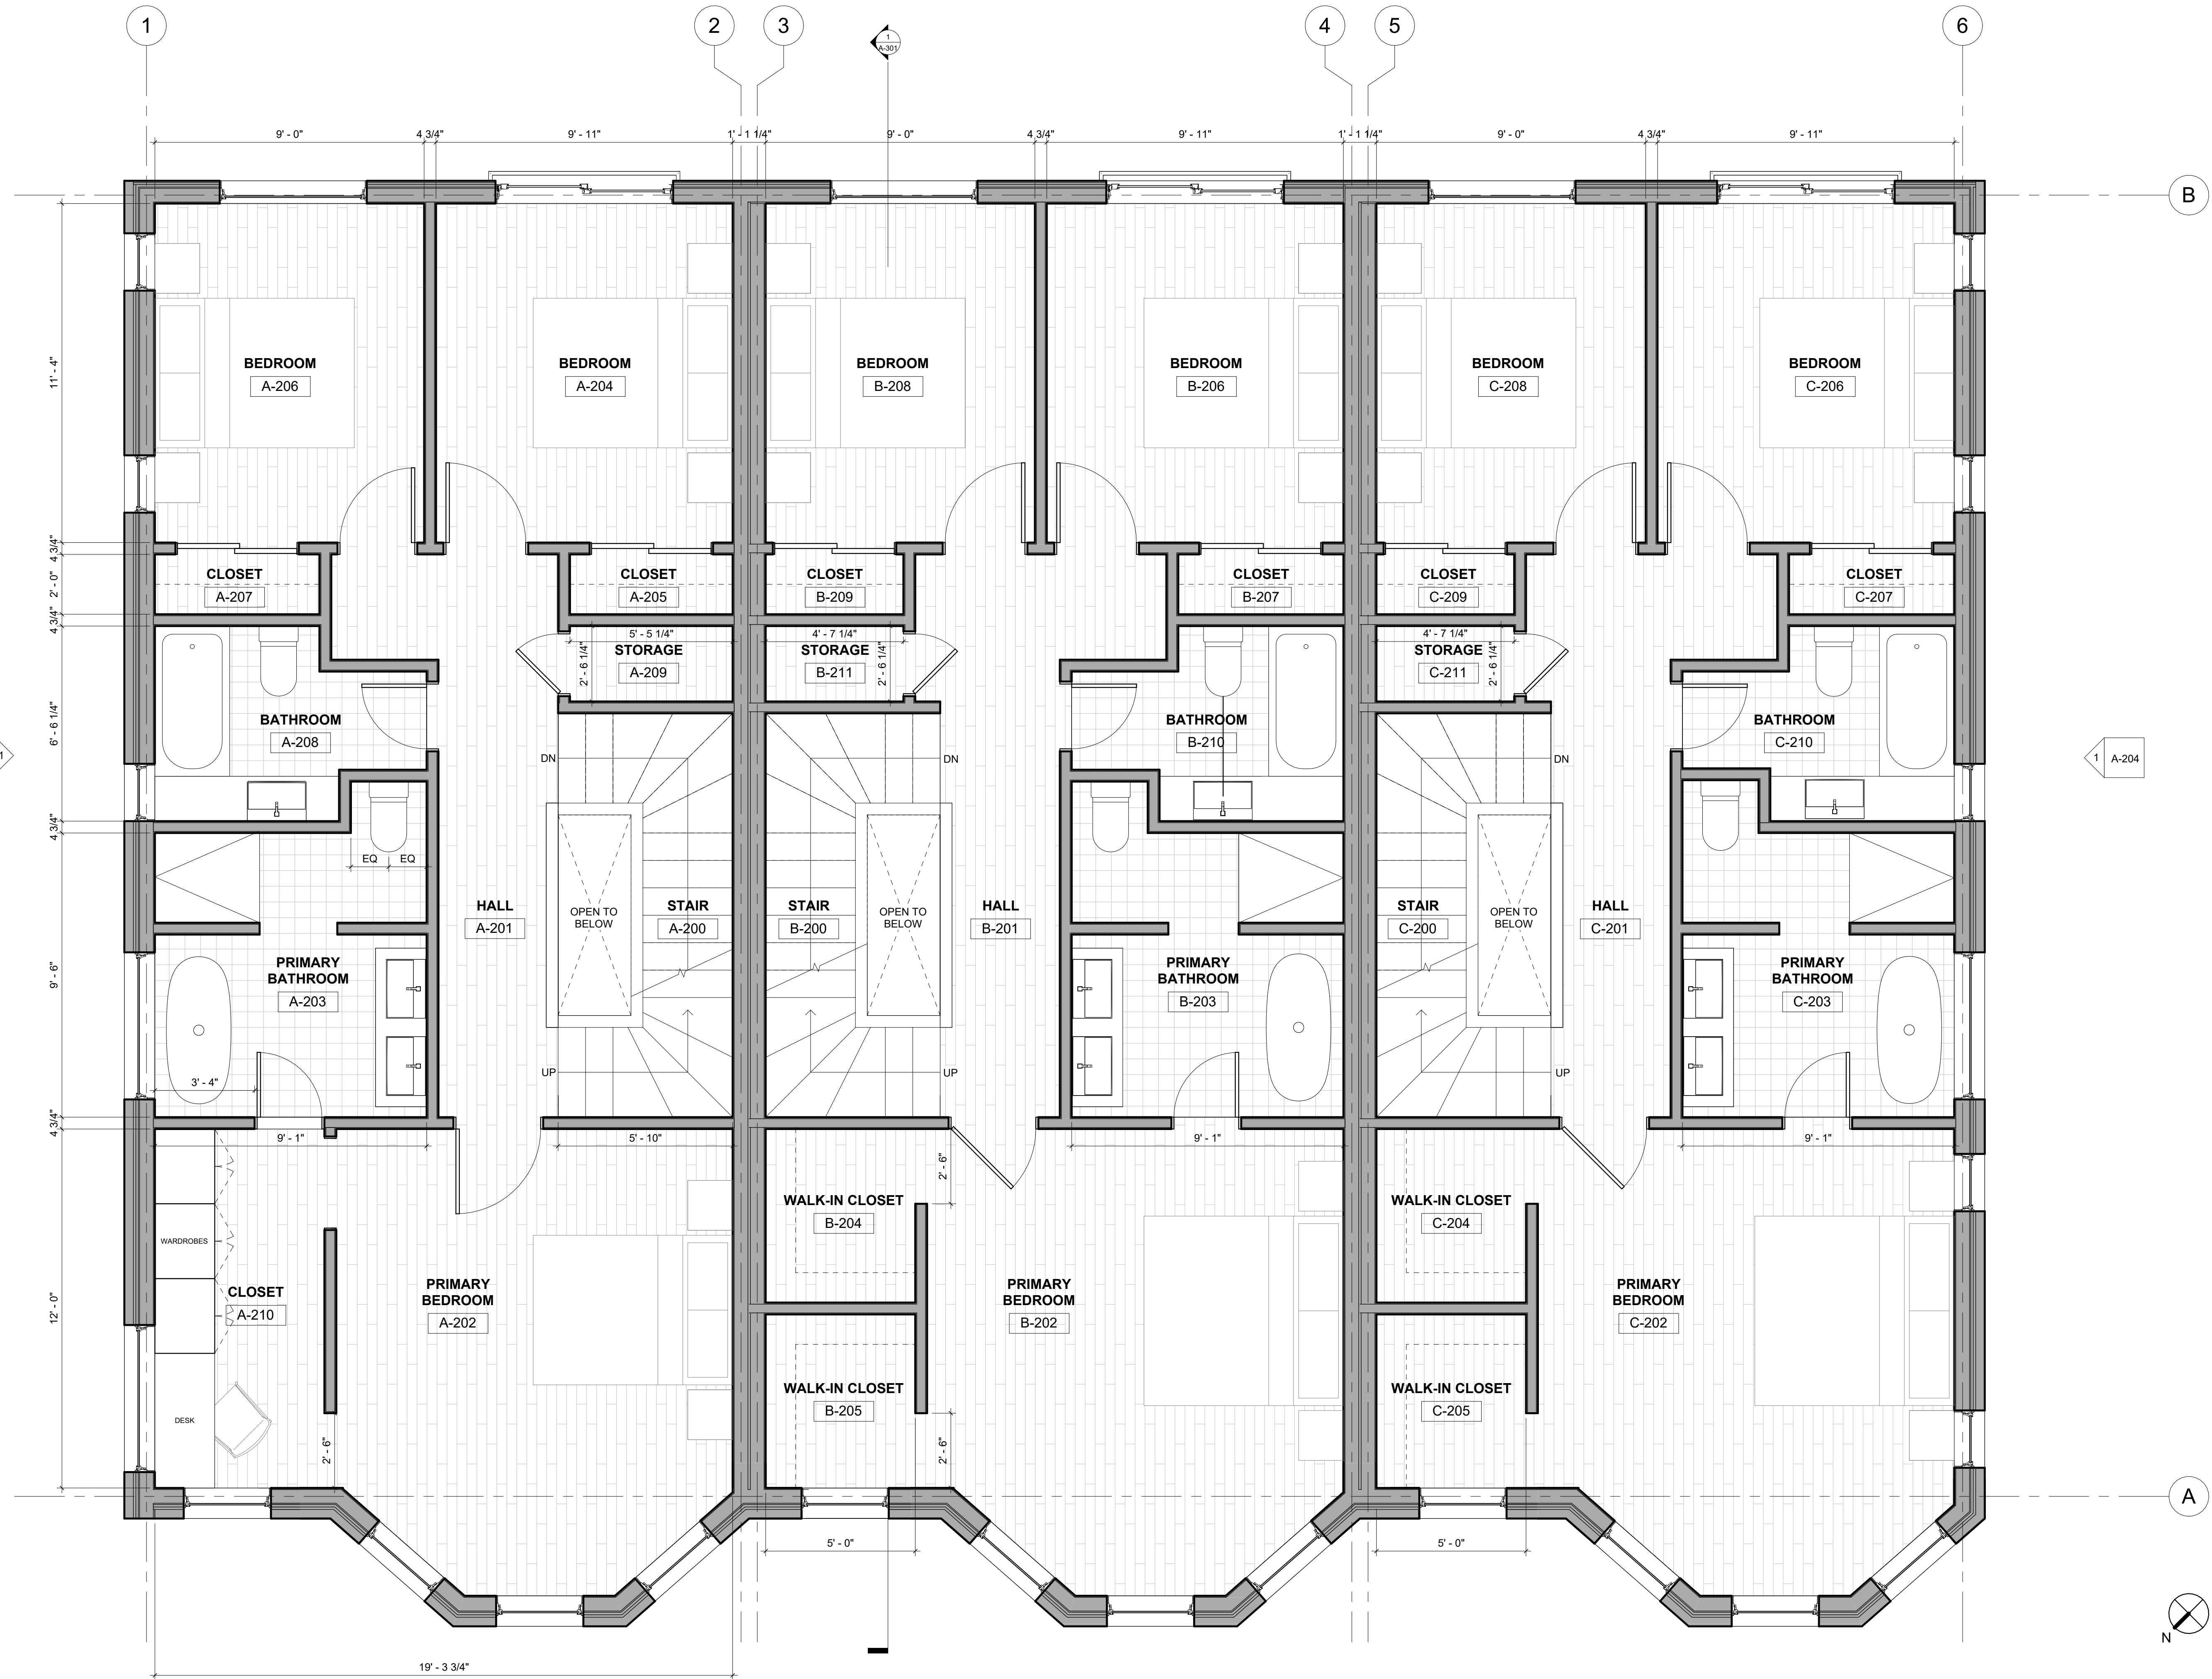 1
2
3
4
5
6
1
A-301
9' - 0"
4 3/4"
9' - 11"
1' - 1 1/4"
9' - 0"
4 3/4"
9' - 11"
1' - 1 1/4"
9' - 0"
4 3/4"
9' - 11"
B
11' - 4"
BEDROOM
A-206
BEDROOM
A-204
BEDROOM
B-208
BEDROOM
B-206
BEDROOM
C-208
BEDROOM
C-206
4 3/4"
2' - 0"
4 3/4"
CLOSET
A-207
CLOSET
A-205
CLOSET
B-209
CLOSET
B-207
CLOSET
C-209
CLOSET
C-207
5' - 5 1/4"
STORAGE
A-209
2' - 6 1/4"
4' - 7 1/4"
STORAGE
B-211
2' - 6 1/4"
4' - 7 1/4"
STORAGE
C-211
2' - 6 1/4"
6' - 6 1/4"
BATHROOM
A-208
BATHROOM
B-210
BATHROOM
C-210
DN
DN
DN
1
1
A-204
4 3/4"
EQ
EQ
HALL
A-201
OPEN TO
BELOW
STAIR
A-200
STAIR
B-200
OPEN TO
BELOW
HALL
B-201
STAIR
C-200
OPEN TO
BELOW
HALL
C-201
9' - 6"
PRIMARY
BATHROOM
A-203
PRIMARY
BATHROOM
B-203
PRIMARY
BATHROOM
C-203
3' - 4"
UP
UP
UP
4 3/4"
9' - 1"
5' - 10"
2' - 6"
9' - 1"
9' - 1"
WALK-IN CLOSET
B-204
WALK-IN CLOSET
C-204
WARDROBES
12' - 0"
CLOSET
A-210
PRIMARY
BEDROOM
A-202
PRIMARY
BEDROOM
B-202
PRIMARY
BEDROOM
C-202
WALK-IN CLOSET
B-205
WALK-IN CLOSET
C-205
DESK
2' - 6"
2' - 6"
A
5' - 0"
5' - 0"
N
19' - 3 3/4"